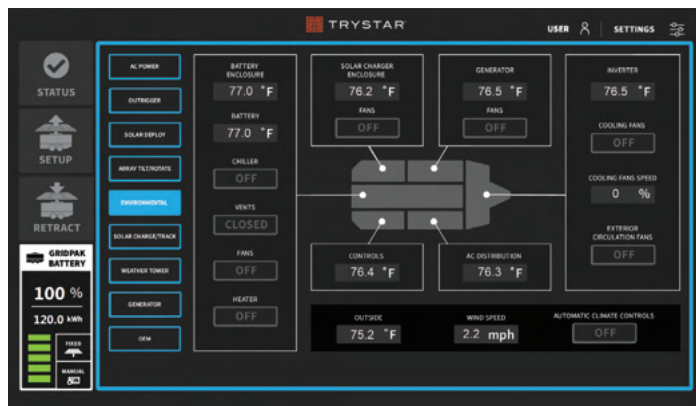 TRYSTAR
USER
SETTINGS
STATUS
SETUP
RETRACT
GRIDPAK
BATTERY
100 %
120.0 kWh
FIXED
MANUAL
AC POWER
OUTRIGGER
SOLAR DEPLOY
ARRAY TILT/ROTATE
ENVIRONMENTAL
SOLAR CHARGE/TRACK
WEATHER TOWER
GENERATOR
OEM
BATTERY
ENCLOSURE
77.0 °F
BATTERY
77.0 °F
CHILLER
OFF
VENTS
CLOSED
FANS
OFF
HEATER
OFF
SOLAR CHARGER
ENCLOSURE
76.2 °F
FANS
OFF
GENERATOR
76.5 °F
FANS
OFF
INVERTER
76.5 °F
COOLING FANS
OFF
COOLING FANS SPEED
0 %
EXTERIOR
CIRCULATION FANS
OFF
CONTROLS
76.4 °F
AC DISTRIBUTION
76.3 °F
OUTSIDE
75.2 °F
WIND SPEED
2.2 mph
AUTOMATIC CLIMATE CONTROLS
OFF